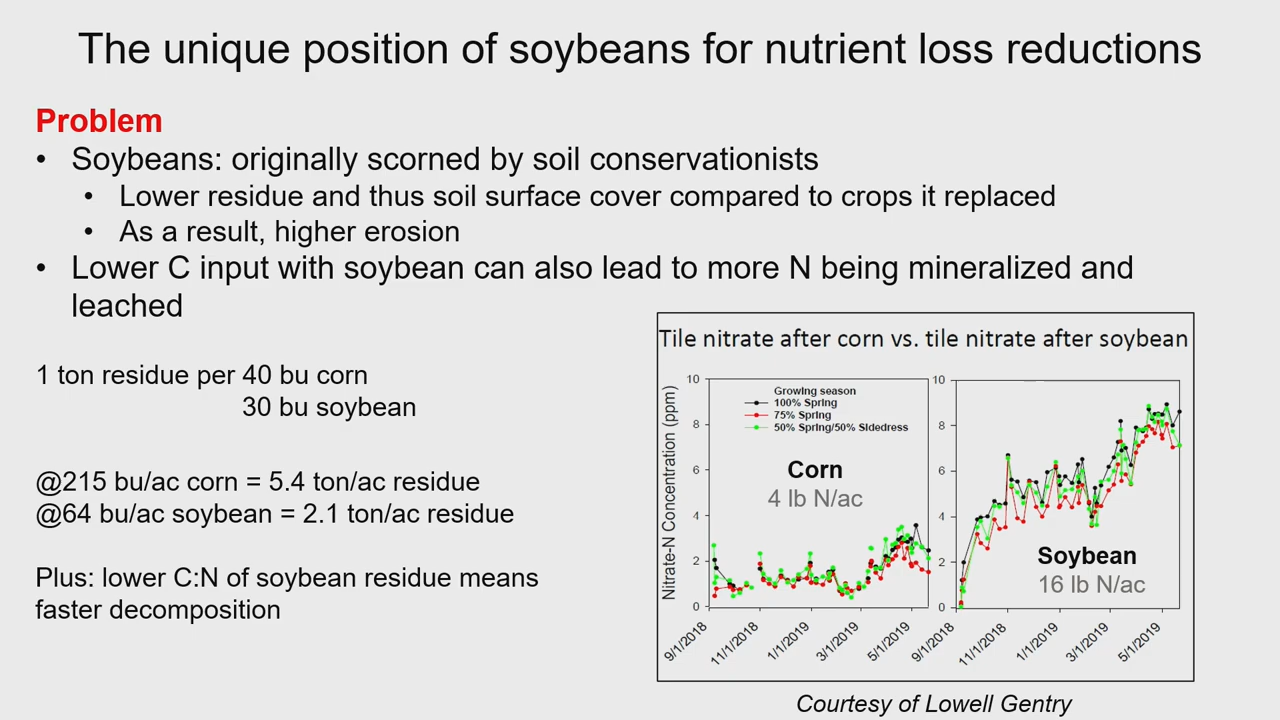 The unique position of soybeans for nutrient loss reductions
Problem
• Soybeans: originally scorned by soil conservationists
• Lower residue and thus soil surface cover compared to crops it replaced
• As a result, higher erosion
• Lower C input with soybean can also lead to more N being mineralized and
leached
1 ton residue per 40 bu corn
30 bu soybean
@215 bu/ac corn = 5.4 ton/ac residue
@64 bu/ac soybean = 2.1 ton/ac residue
Plus: lower C:N of soybean residue means
faster decomposition
Tile nitrate after corn vs. tile nitrate after soybean
Nitrate-N Concentration (ppm)
10
8
6
4
2
0
Growing season
100% Spring
75% Spring
50% Spring/50% Sidedress
Corn
4 lb N/ac
9/1/2018
11/1/2018
1/1/2019
3/1/2019
5/1/2019
10
8
6
4
2
0
Soybean
16 lb N/ac
9/1/2018
11/1/2018
1/1/2019
3/1/2019
5/1/2019
Courtesy of Lowell Gentry